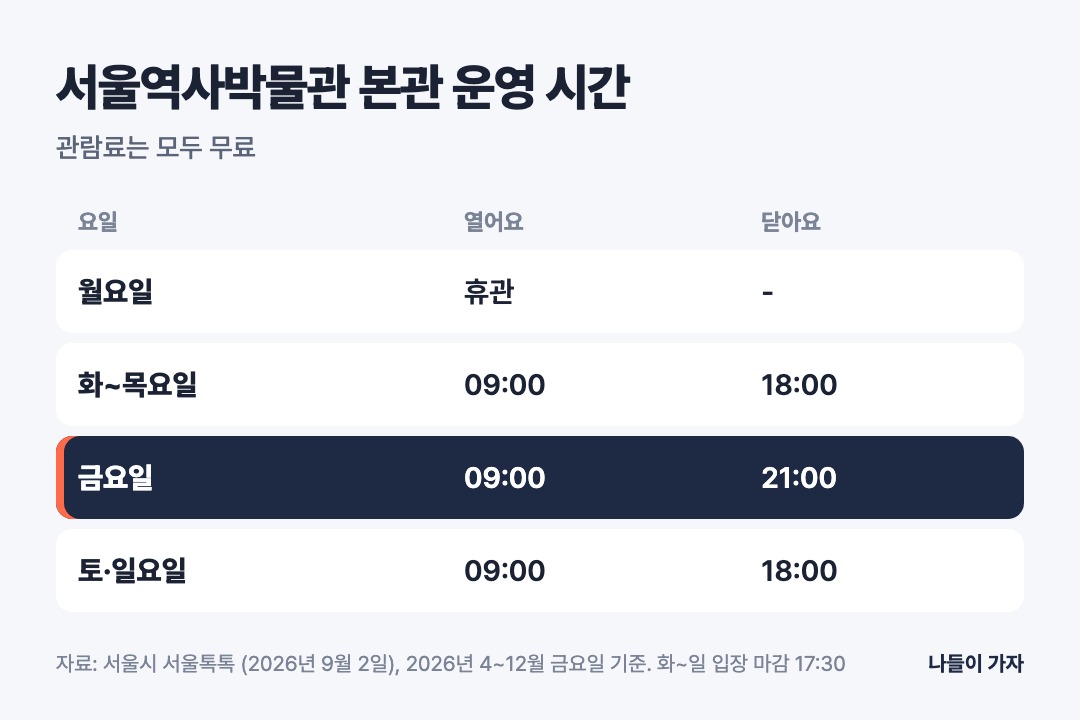 서울역사박물관 본관 운영 시간
관람료는 모두 무료
요일 열어요 닫아요
월요일 휴관 -
화~목요일 09:00 18:00
금요일 09:00 21:00
토·일요일 09:00 18:00
자료: 서울시 서울톡톡 (2026년 9월 2일), 2026년 4~12월 금요일 기준. 화~일 입장 마감 17:30 나들이 가자